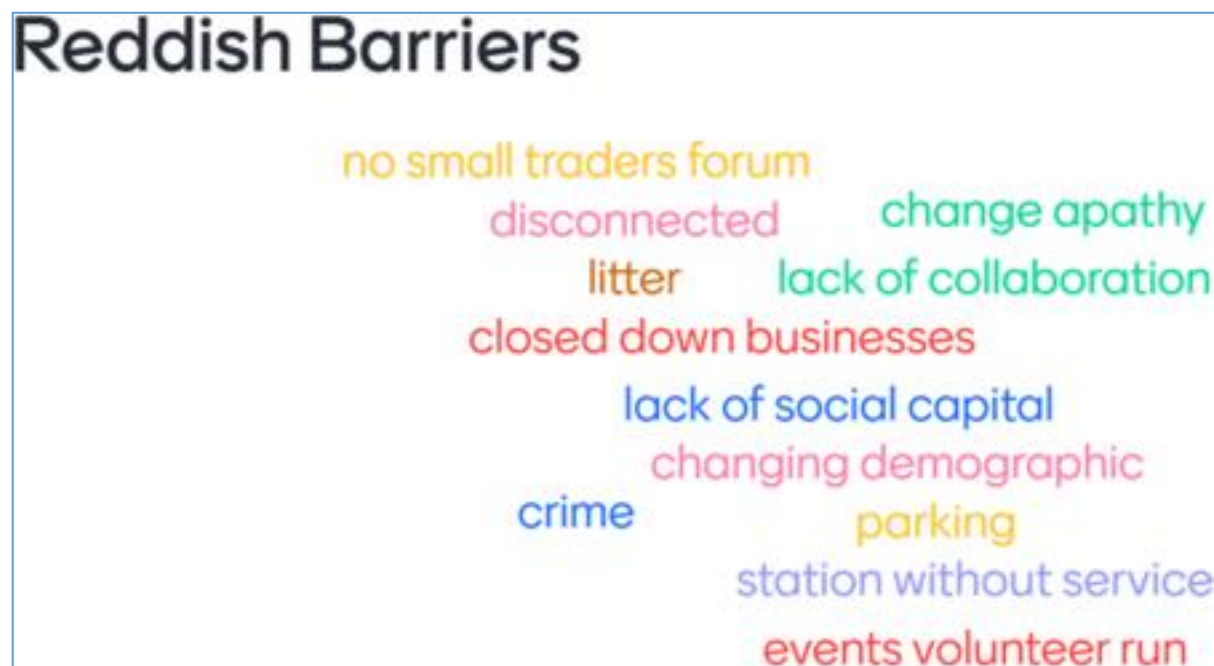 Reddish Barriers
no small traders forum
disconnected
change apathy
litter
lack of collaboration
closed down businesses
lack of social capital
changing demographic
crime
parking
station without service
events volunteer run